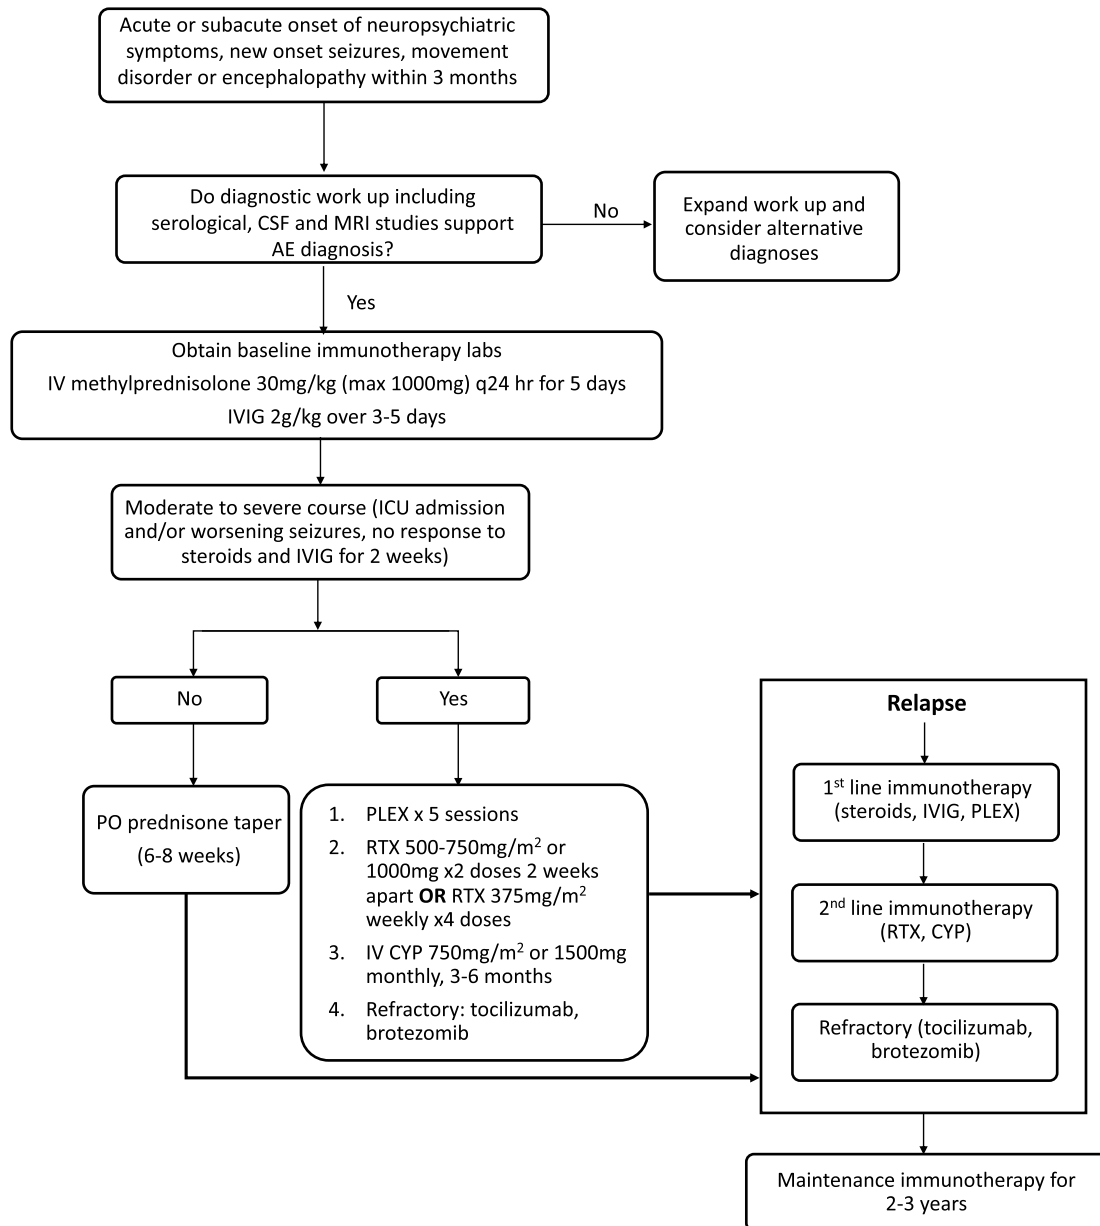 Acute or subacute onset of neuropsychiatric
symptoms, new onset seizures, movement
disorder or encephalopathy within 3 months
Do diagnostic work up including
serological, CSF and MRI studies support
AE diagnosis?
No
Expand work up and
consider alternative
diagnoses
Yes
Obtain baseline immunotherapy labs
IV methylprednisolone 30mg/kg (max 1000mg) q24 hr for 5 days
IVIG 2g/kg over 3-5 days
Moderate to severe course (ICU admission
and/or worsening seizures, no response to
steroids and IVIG for 2 weeks)
No
Yes
PO prednisone taper
(6-8 weeks)
1. PLEX x 5 sessions
2. RTX 500-750mg/m² or
1000mg x2 doses 2 weeks
apart OR RTX 375mg/m²
weekly x4 doses
3. IV CYP 750mg/m² or 1500mg
monthly, 3-6 months
4. Refractory: tocilizumab,
brotezomib
Relapse
1st line immunotherapy
(steroids, IVIG, PLEX)
2nd line immunotherapy
(RTX, CYP)
Refractory (tocilizumab,
brotezomib)
Maintenance immunotherapy for
2-3 years